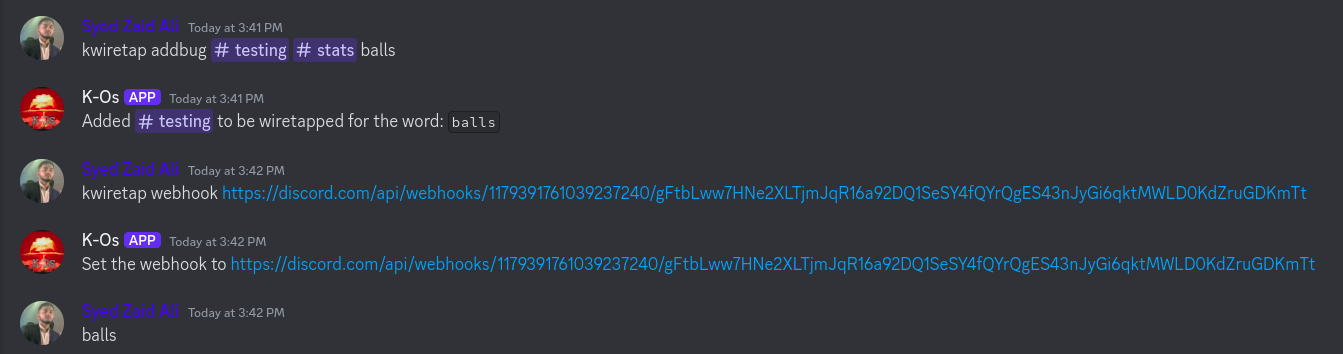 Syed Zaid Ali Today at 3:41 PM
kwiretap addbug # testing # stats balls
K-Os APP Today at 3:41 PM
Added # testing to be wiretapped for the word: balls
Syed Zaid Ali Today at 3:42 PM
kwiretap webhook https://discord.com/api/webhooks/1179391761039237240/gFtbLww7HNe2XLTjmJqR16a92DQ1SeSY4fQYrQgES43nJyGi6qktMWLD0KdZruGDKmTt
K-Os APP Today at 3:42 PM
Set the webhook to https://discord.com/api/webhooks/1179391761039237240/gFtbLww7HNe2XLTjmJqR16a92DQ1SeSY4fQYrQgES43nJyGi6qktMWLD0KdZruGDKmTt
Syed Zaid Ali Today at 3:42 PM
balls